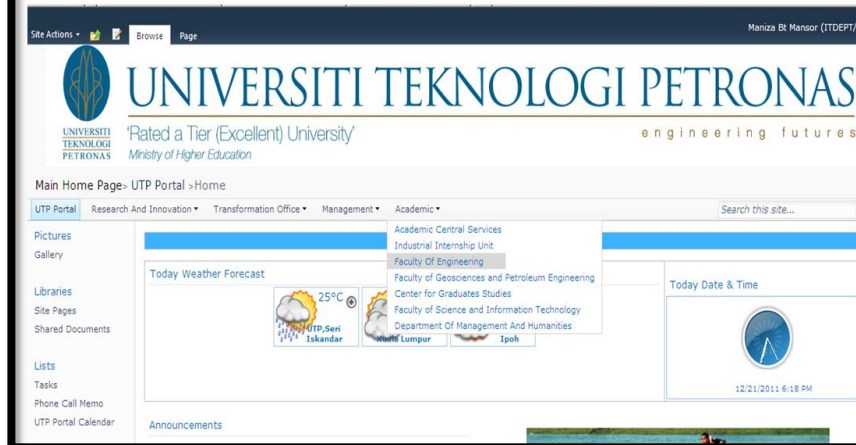 Site Actions Browse Page Maniza Bt Mansor (ITDEPT/
UNIVERSITI
TEKNOLOGI
PETRONAS
UNIVERSITI TEKNOLOGI PETRONAS
'Rated a Tier (Excellent) University'
Ministry of Higher Education
engineering futures
Main Home Page> UTP Portal >Home
UTP Portal Research And Innovation Transformation Office Management Academic Search this site...
Academic Central Services
Industrial Internship Unit
Faculty Of Engineering
Faculty of Geosciences and Petroleum Engineering
Center for Graduates Studies
Faculty of Science and Information Technology
Department Of Management And Humanities
Pictures
Gallery
Libraries
Site Pages
Shared Documents
Lists
Tasks
Phone Call Memo
UTP Portal Calendar
Today Weather Forecast
25°C
UTP,Seri
Iskandar
Kuala Lumpur
Ipoh
Today Date & Time
12/21/2011 6:18 PM
Announcements